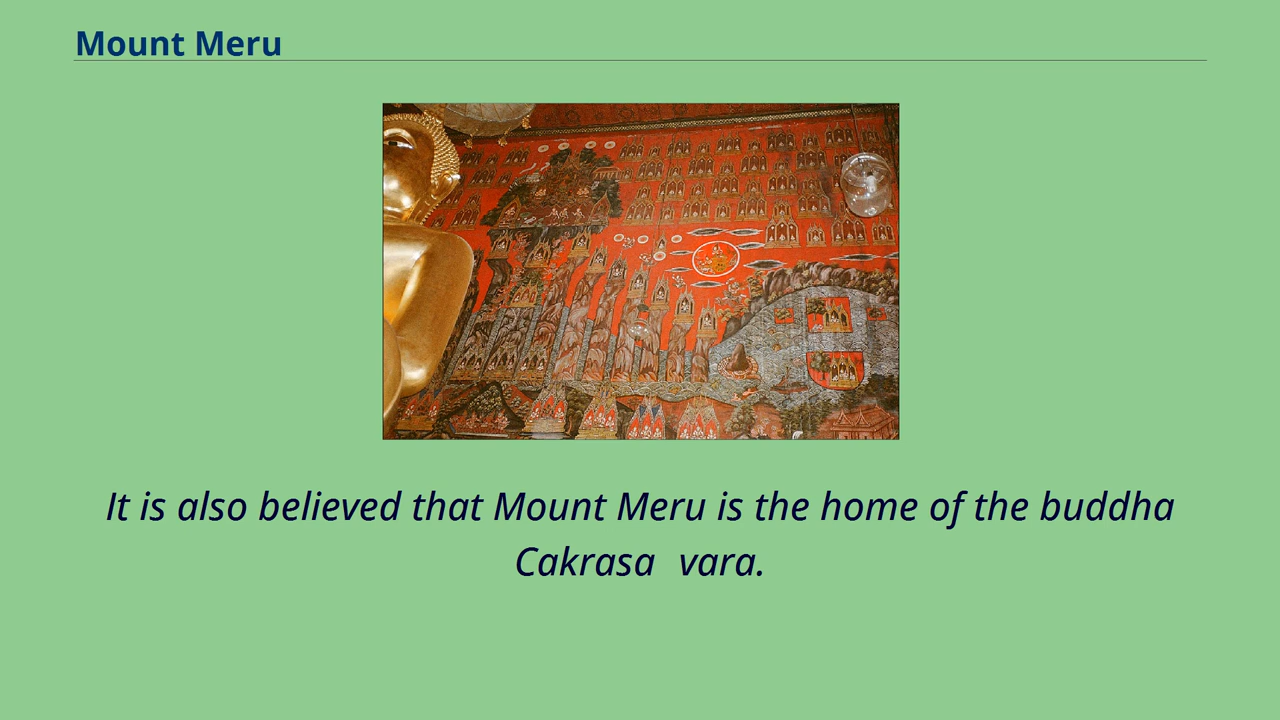 Mount Meru
It is also believed that Mount Meru is the home of the buddha
Cakrasa vara.